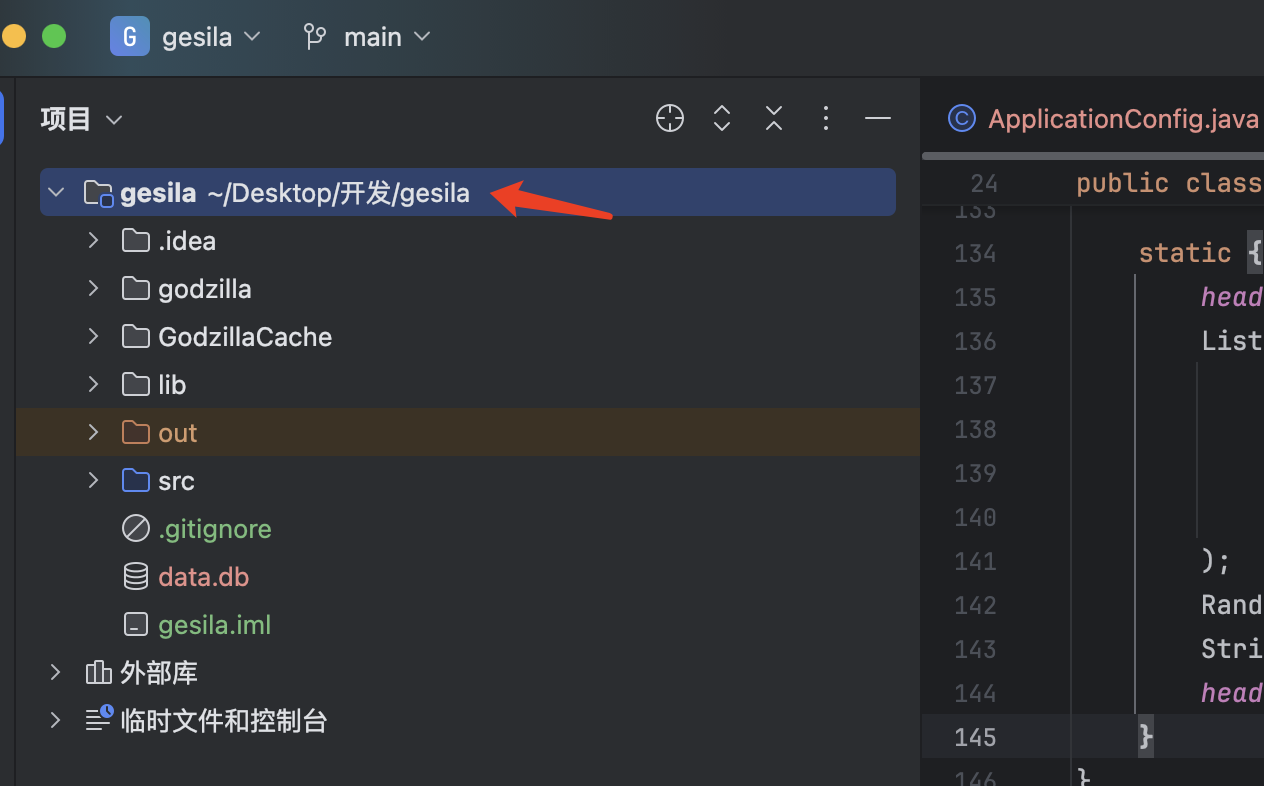 G gesila main
项目
gesila ~/Desktop/开发/gesila
.idea
godzilla
GodzillaCache
lib
out
src
.gitignore
data.db
gesila.iml
外部库
临时文件和控制台
C ApplicationConfig.java
24 public class
133
134 static {
135 head
136 List
137
138
139
140
141 );
142 Rand
143 Stri
144 head
145 }
146 }